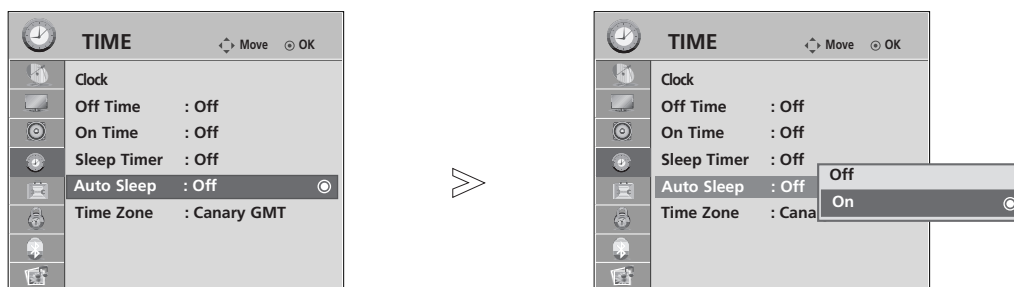 TIME
Move OK
Clock
Off Time : Off
On Time : Off
Sleep Timer : Off
Auto Sleep : Off
Time Zone : Canary GMT
TIME
Move OK
Clock
Off Time : Off
On Time : Off
Sleep Timer : Off
Auto Sleep : Off
Time Zone : Cana
Off
On